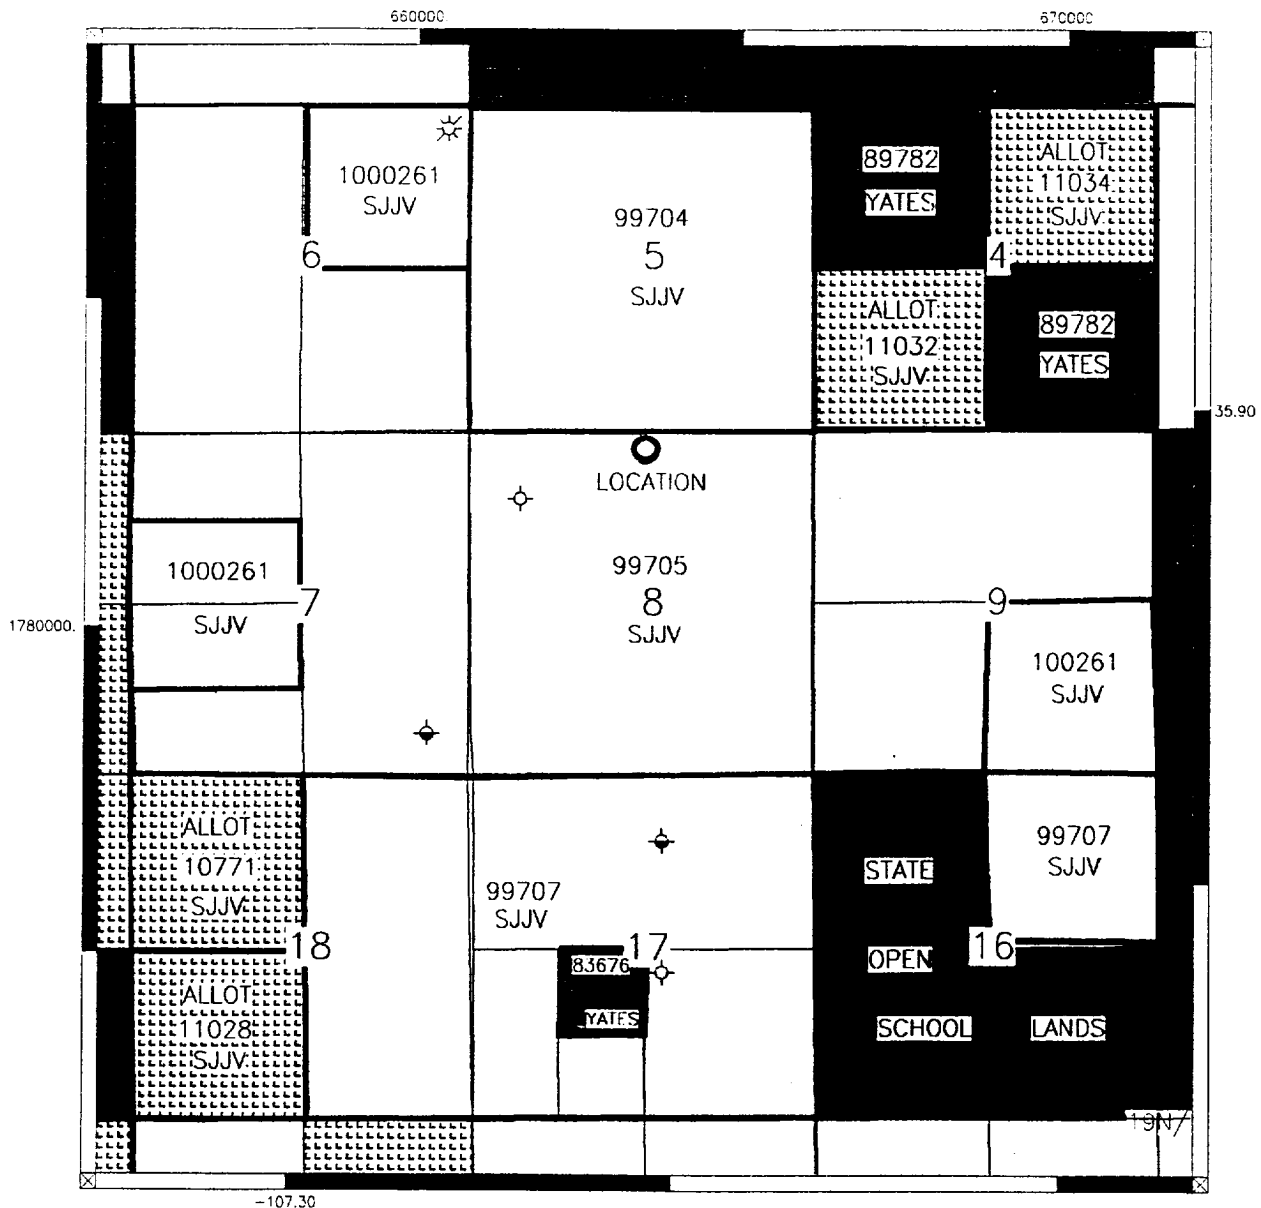 660000.
670000
1000261
SJJV
6
99704
5
SJJV
89782
YATES
ALLOT
11034
SJJV
4
ALLOT
11032
SJJV
89782
YATES
35.90
LOCATION
1000261
7
SJJV
1780000.
99705
8
SJJV
9
100261
SJJV
ALLOT
10771
SJJV
18
ALLOT
11028
SJJV
99707
SJJV
17
83676
YATES
STATE
OPEN
16
SCHOOL LANDS
99707
SJJV
19N/
-107.30